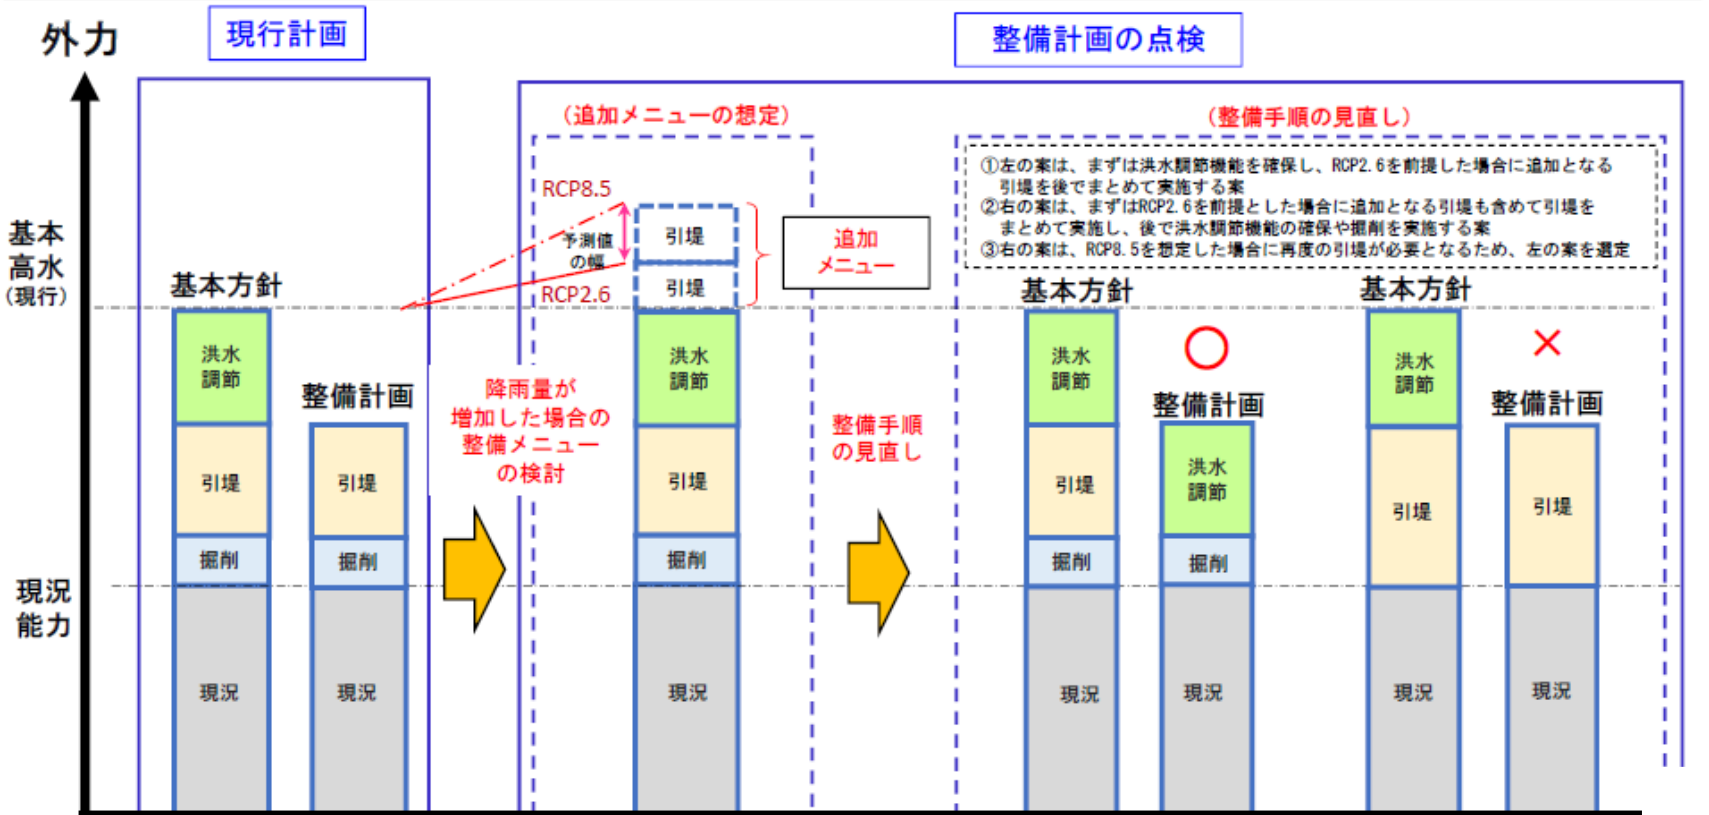 外力
現行計画
整備計画の点検
(追加メニューの想定)
(整備手順の見直し)
①左の案は、まずは洪水調節機能を確保し、RCP2.6を前提した場合に追加となる
引堤を後でまとめて実施する案
②右の案は、まずはRCP2.6を前提とした場合に追加となる引堤も含めて引堤を
まとめて実施し、後で洪水調節機能の確保や掘削を実施する案
③右の案は、RCP8.5を想定した場合に再度の引堤が必要となるため、左の案を選定
基本
高水
(現行)
現況
能力
基本方針
洪水
調節
引堤
掘削
現況
整備計画
引堤
掘削
現況
降雨量が
増加した場合の
整備メニュー
の検討
RCP8.5
予測値
の幅
RCP2.6
引堤
引堤
洪水
調節
引堤
掘削
現況
追加
メニュー
整備手順
の見直し
基本方針
洪水
調節
引堤
掘削
現況
○
整備計画
洪水
調節
掘削
現況
基本方針
洪水
調節
引堤
現況
×
整備計画
引堤
現況